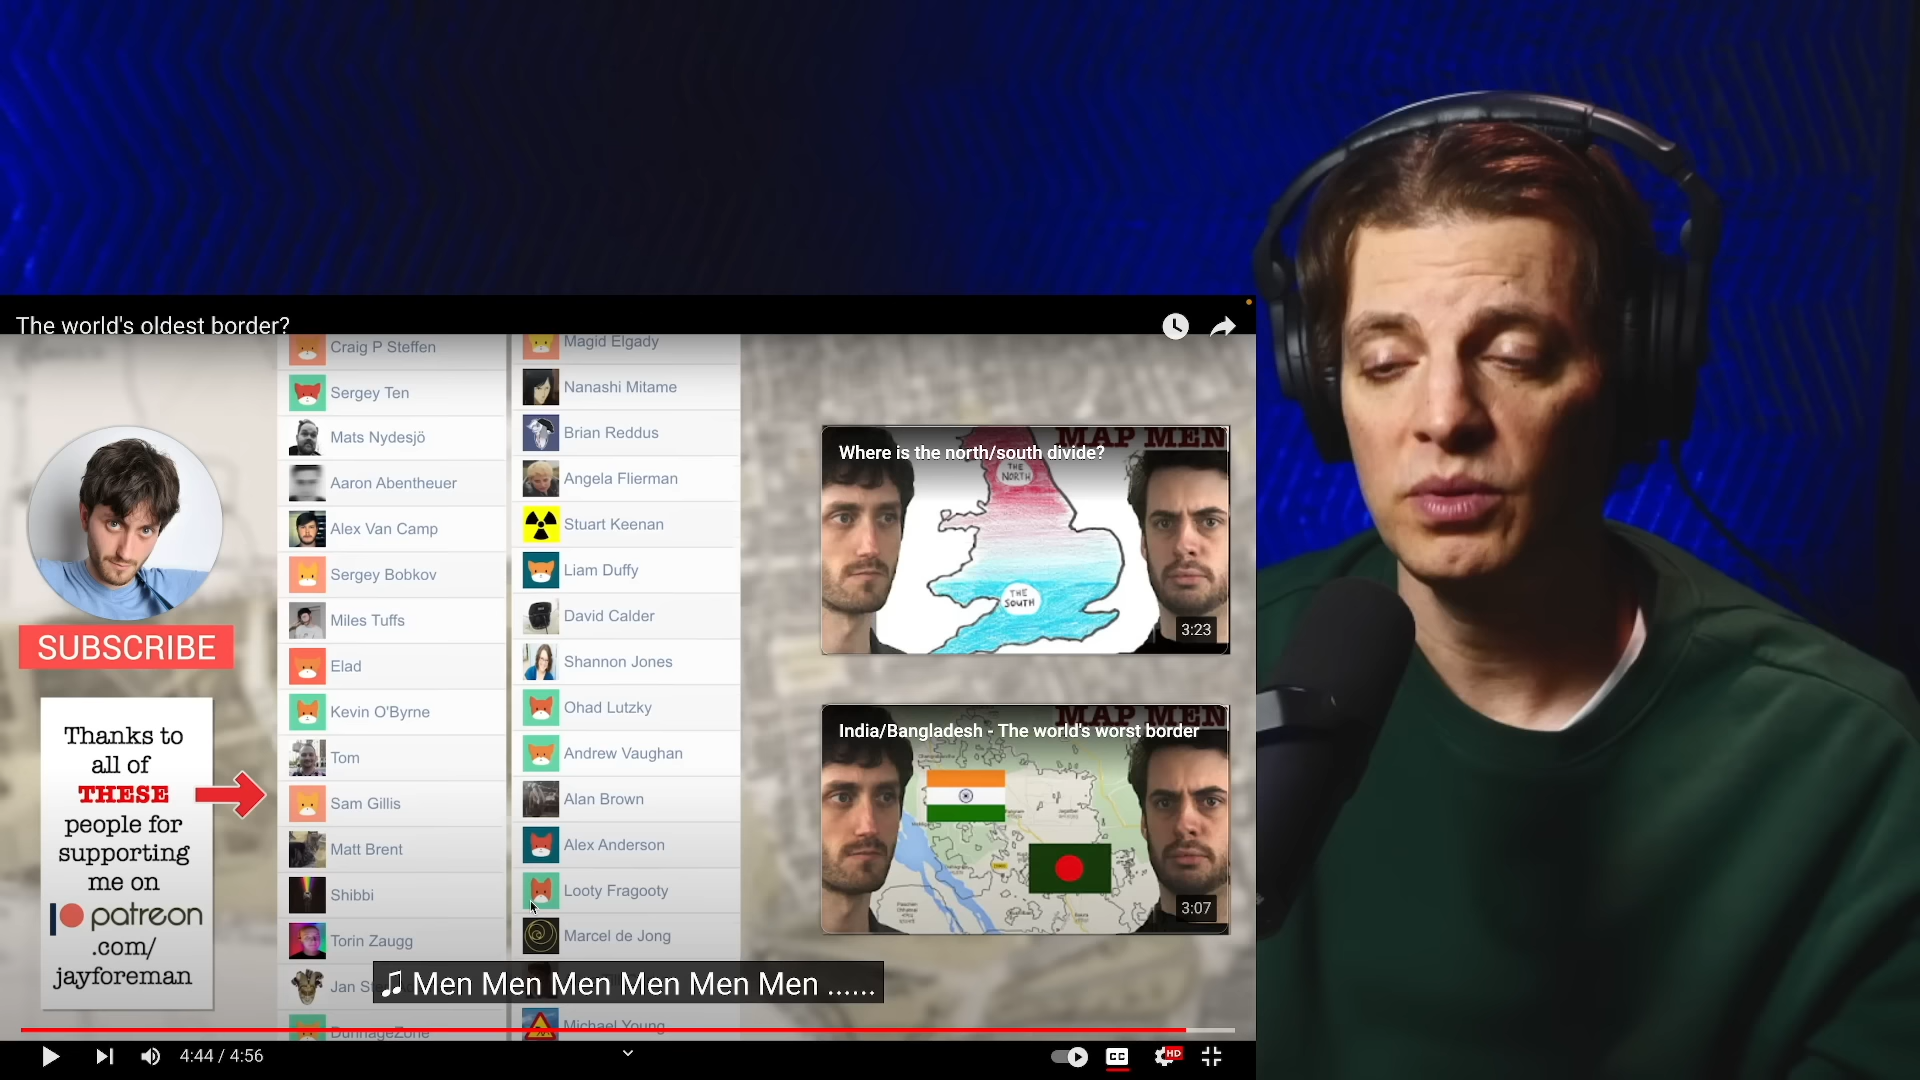 The world's oldest border?
Craig P Steffen
Sergey Ten
Mats Nydesjö
Aaron Abentheuer
Alex Van Camp
Sergey Bobkov
Miles Tuffs
Elad
Kevin O'Byrne
Tom
Sam Gillis
Matt Brent
Shibbi
Torin Zaugg
Jan
DunnageZone
Magid Elgady
Nanashi Mitame
Brian Reddus
Angela Flierman
Stuart Keenan
Liam Duffy
David Calder
Shannon Jones
Ohad Lutzky
Andrew Vaughan
Alan Brown
Alex Anderson
Looty Fragooty
Marcel de Jong
Michael Young
SUBSCRIBE
Thanks to
all of
THESE
people for
supporting
me on
patreon
.com/
jayforeman
MAP MEN
Where is the north/south divide?
THE
NORTH
THE
SOUTH
3:23
MAP MEN
India/Bangladesh - The world's worst border
3:07
♫ Men Men Men Men Men Men ......
4:44 / 4:56
CC
HD